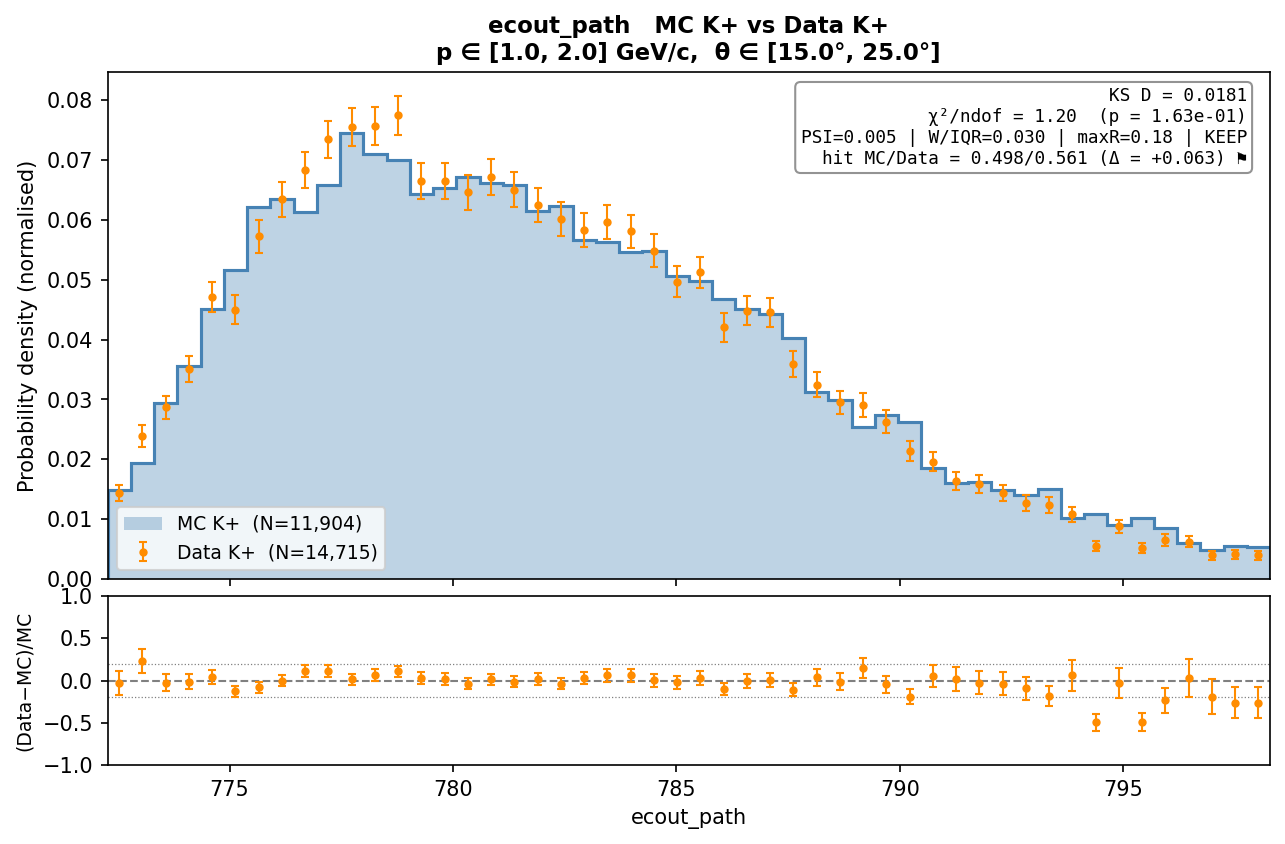 ecout_path   MC K+ vs Data K+
p ∈ [1.0, 2.0] GeV/c,  θ ∈ [15.0°, 25.0°]
KS D = 0.0181
χ²/ndof = 1.20  (p = 1.63e-01)
PSI=0.005 | W/IQR=0.030 | maxR=0.18 | KEEP
hit MC/Data = 0.498/0.561 (Δ = +0.063) ⚑
Probability density (normalised)
0.08
0.07
0.06
0.05
0.04
0.03
0.02
0.01
0.00
MC K+  (N=11,904)
Data K+  (N=14,715)
(Data−MC)/MC
1.0
0.5
0.0
−0.5
−1.0
775
780
785
790
795
ecout_path